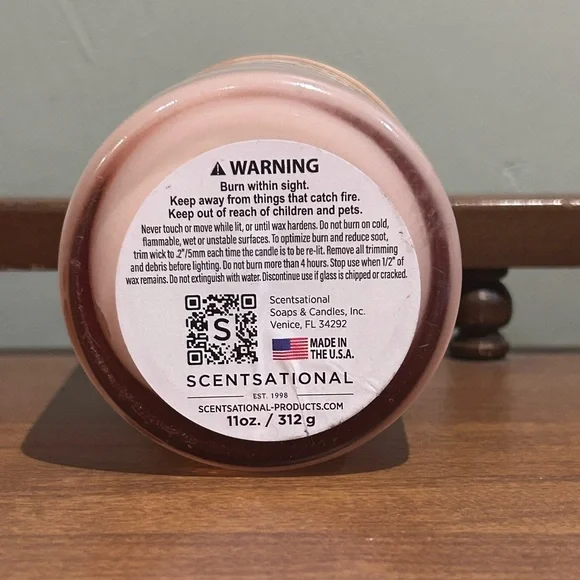 WARNING
Burn within sight.
Keep away from things that catch fire.
Keep out of reach of children and pets.
Never touch or move while lit, or until wax hardens. Do not burn on cold,
flammable, wet or unstable surfaces. To optimize burn and reduce soot,
trim wick to .2"/5mm each time the candle is to be re-lit. Remove all trimming
and debris before lighting. Do not burn more than 4 hours. Stop use when 1/2" of
wax remains. Do not extinguish with water. Discontinue use if glass is chipped or cracked.
S
Scentsational
Soaps & Candles, Inc.
Venice, FL 34292
MADE IN
THE U.S.A.
SCENTSATIONAL
EST. 1998
SCENTSATIONAL-PRODUCTS.COM
11oz. / 312 g